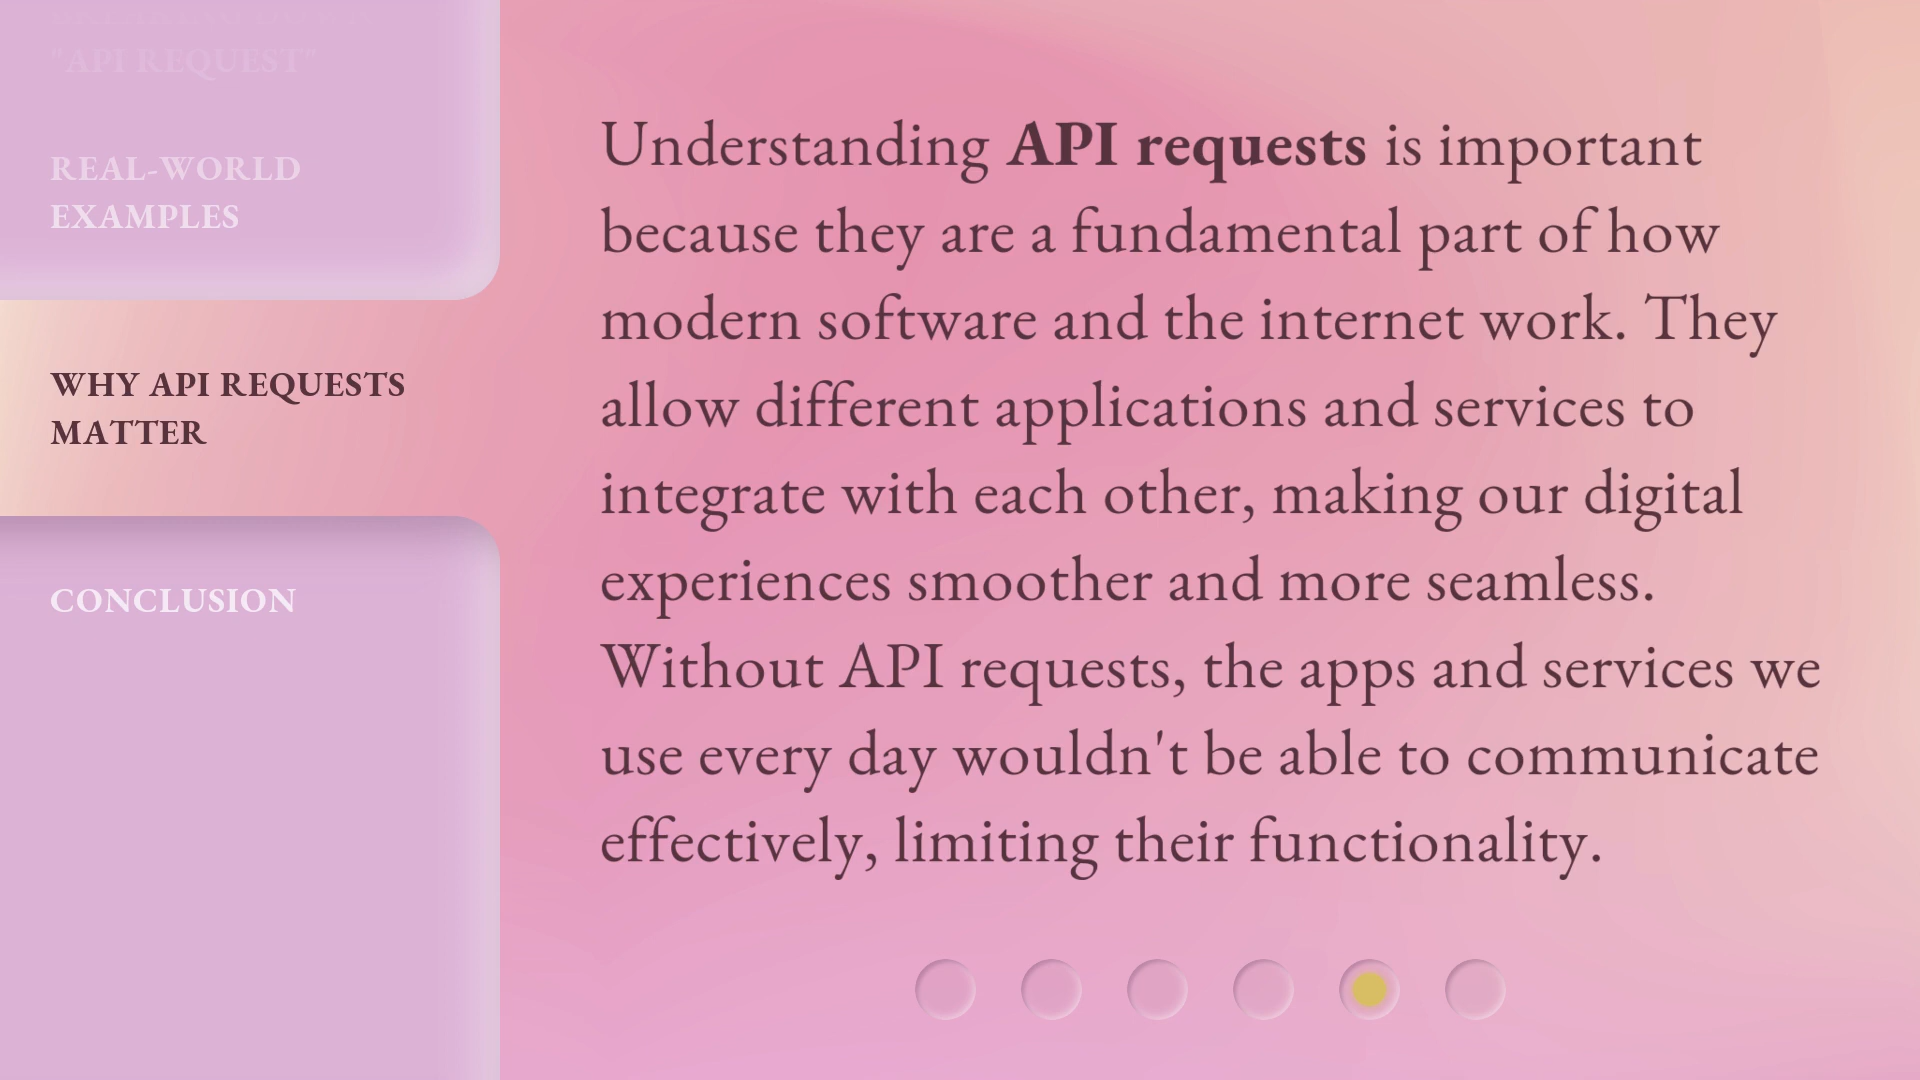 "API REQUEST"
REAL-WORLD
EXAMPLES
WHY API REQUESTS
MATTER
CONCLUSION
Understanding API requests is important
because they are a fundamental part of how
modern software and the internet work. They
allow different applications and services to
integrate with each other, making our digital
experiences smoother and more seamless.
Without API requests, the apps and services we
use every day wouldn't be able to communicate
effectively, limiting their functionality.